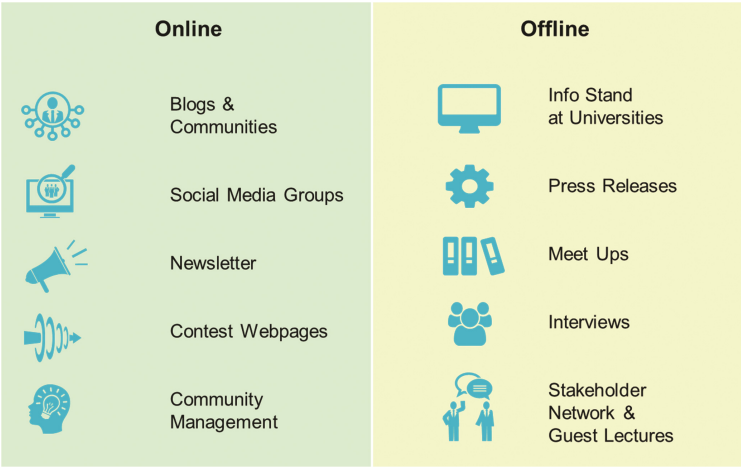 Online
Blogs &
Communities
Social Media Groups
Newsletter
Contest Webpages
Community
Management
Offline
Info Stand
at Universities
Press Releases
Meet Ups
Interviews
Stakeholder
Network &
Guest Lectures